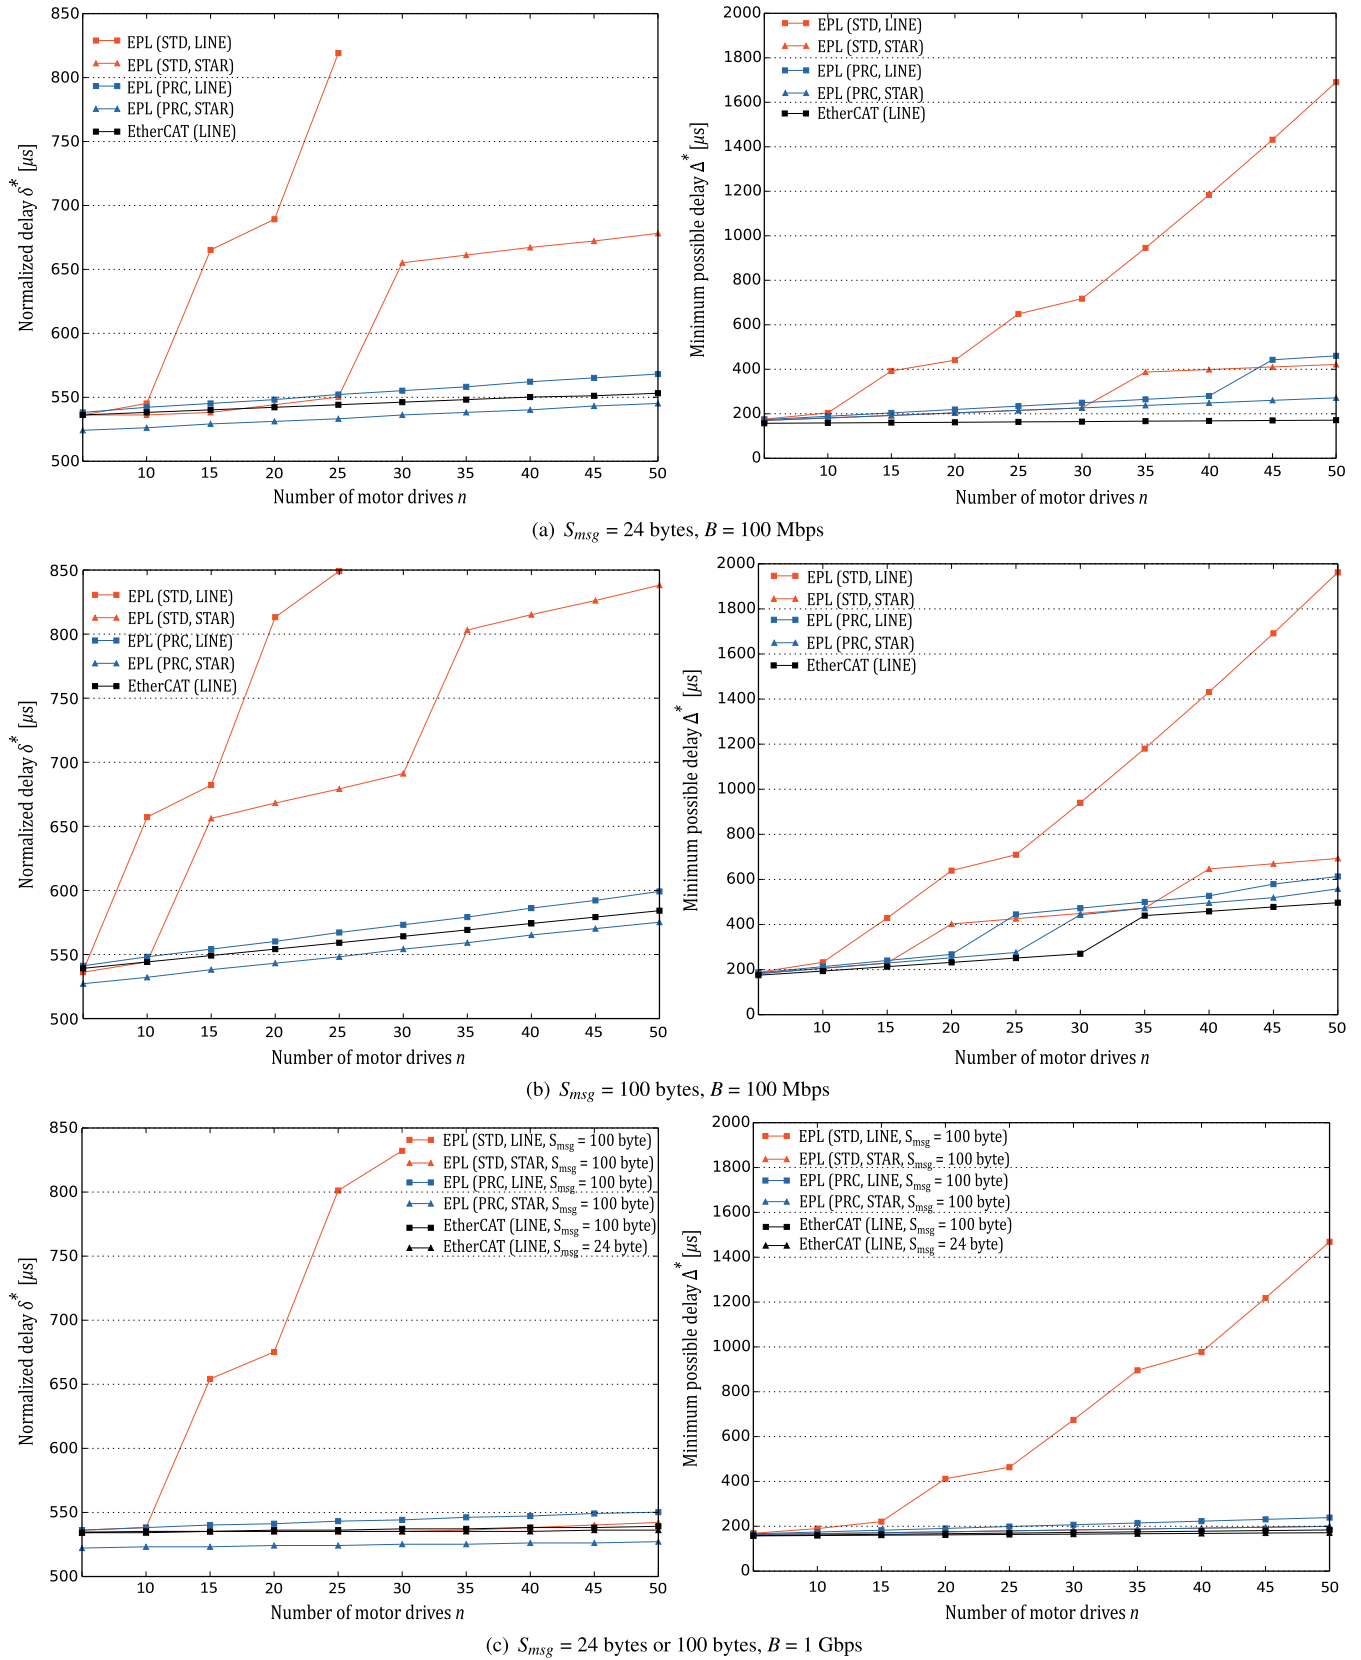 850
800
750
700
650
600
550
500
Normalized delay δ* [μs]
EPL (STD, LINE)
EPL (STD, STAR)
EPL (PRC, LINE)
EPL (PRC, STAR)
EtherCAT (LINE)
10 15 20 25 30 35 40 45 50
Number of motor drives n
2000
1800
1600
1400
1200
1000
800
600
400
200
0
Minimum possible delay Δ* [μs]
EPL (STD, LINE)
EPL (STD, STAR)
EPL (PRC, LINE)
EPL (PRC, STAR)
EtherCAT (LINE)
10 15 20 25 30 35 40 45 50
Number of motor drives n
(a) Smsg = 24 bytes, B = 100 Mbps
850
800
750
700
650
600
550
500
Normalized delay δ* [μs]
EPL (STD, LINE)
EPL (STD, STAR)
EPL (PRC, LINE)
EPL (PRC, STAR)
EtherCAT (LINE)
10 15 20 25 30 35 40 45 50
Number of motor drives n
2000
1800
1600
1400
1200
1000
800
600
400
200
0
Minimum possible delay Δ* [μs]
EPL (STD, LINE)
EPL (STD, STAR)
EPL (PRC, LINE)
EPL (PRC, STAR)
EtherCAT (LINE)
10 15 20 25 30 35 40 45 50
Number of motor drives n
(b) Smsg = 100 bytes, B = 100 Mbps
850
800
750
700
650
600
550
500
Normalized delay δ* [μs]
EPL (STD, LINE, Smsg = 100 byte)
EPL (STD, STAR, Smsg = 100 byte)
EPL (PRC, LINE, Smsg = 100 byte)
EPL (PRC, STAR, Smsg = 100 byte)
EtherCAT (LINE, Smsg = 100 byte)
EtherCAT (LINE, Smsg = 24 byte)
10 15 20 25 30 35 40 45 50
Number of motor drives n
2000
1800
1600
1400
1200
1000
800
600
400
200
0
Minimum possible delay Δ* [μs]
EPL (STD, LINE, Smsg = 100 byte)
EPL (STD, STAR, Smsg = 100 byte)
EPL (PRC, LINE, Smsg = 100 byte)
EPL (PRC, STAR, Smsg = 100 byte)
EtherCAT (LINE, Smsg = 100 byte)
EtherCAT (LINE, Smsg = 24 byte)
10 15 20 25 30 35 40 45 50
Number of motor drives n
(c) Smsg = 24 bytes or 100 bytes, B = 1 Gbps